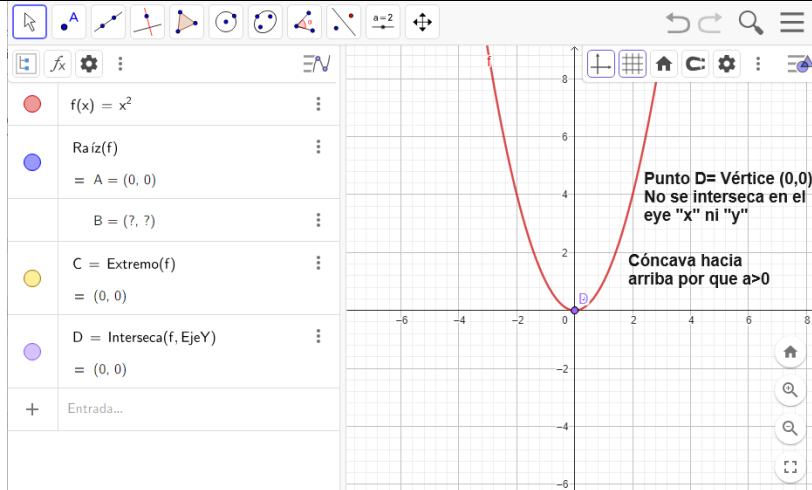 A
a=2
f(x) = x²
Raíz(f)
= A = (0, 0)
B = (?, ?)
C = Extremo(f)
= (0, 0)
D = Interseca(f, EjeY)
= (0, 0)
Entrada...
f
8
6
4
2
0
−2
−4
−6
−6
−4
−2
2
4
6
8
D
Punto D= Vértice (0,0)
No se interseca en el
eye "x" ni "y"
Cóncava hacia
arriba por que a>0